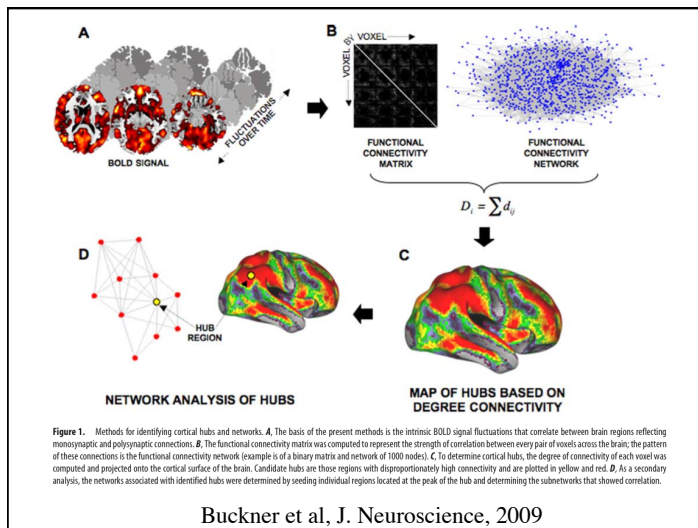 A
BOLD SIGNAL
FLUCTUATIONS
OVER TIME
B
VOXEL BY VOXEL
FUNCTIONAL
CONNECTIVITY
MATRIX
FUNCTIONAL
CONNECTIVITY
NETWORK
D_i = ∑ d_ij
D
HUB
REGION
C
NETWORK ANALYSIS OF HUBS
MAP OF HUBS BASED ON
DEGREE CONNECTIVITY
Figure 1. Methods for identifying cortical hubs and networks. A, The basis of the present methods is the intrinsic BOLD signal fluctuations that correlate between brain regions reflecting
monosynaptic and polysynaptic connections. B, The functional connectivity matrix was computed to represent the strength of correlation between every pair of voxels across the brain; the pattern
of these connections is the functional connectivity network (example is of a binary matrix and network of 1000 nodes). C, To determine cortical hubs, the degree of connectivity of each voxel was
computed and projected onto the cortical surface of the brain. Candidate hubs are those regions with disproportionately high connectivity and are plotted in yellow and red. D, As a secondary
analysis, the networks associated with identified hubs were determined by seeding individual regions located at the peak of the hub and determining the subnetworks that showed correlation.
Buckner et al, J. Neuroscience, 2009